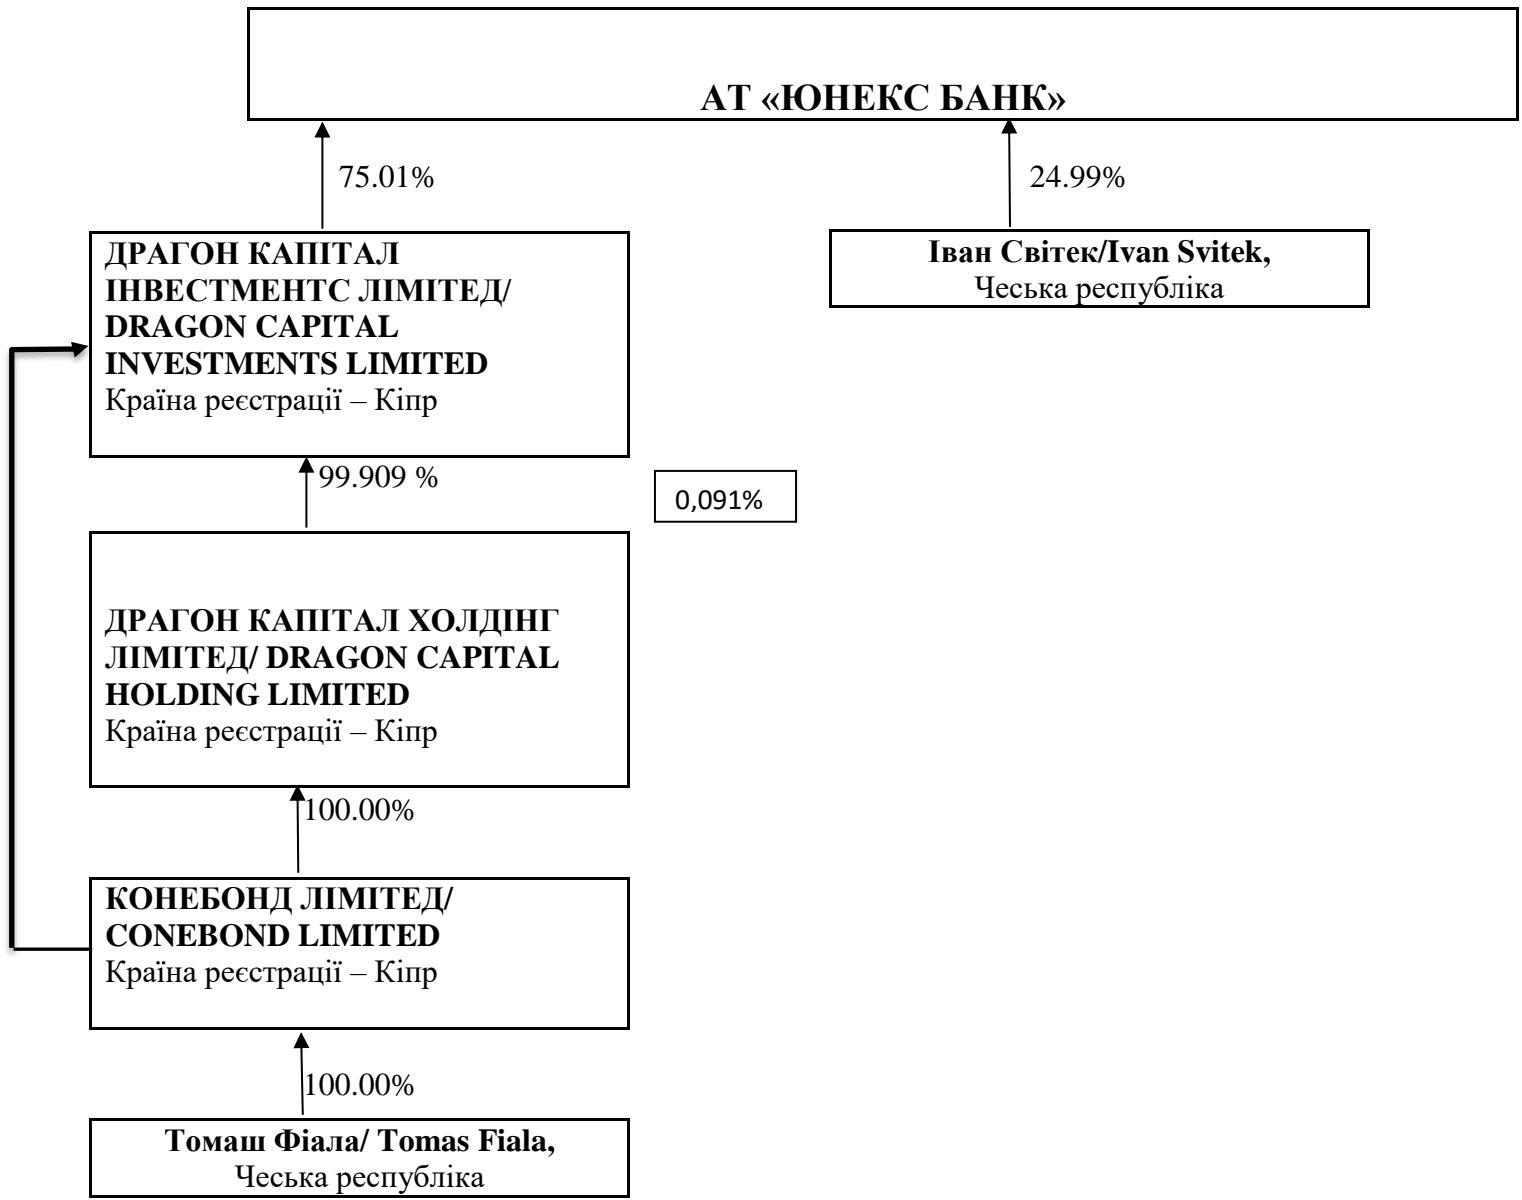 АТ «ЮНЕКС БАНК»
75.01%
24.99%
ДРАГОН КАПІТАЛ
ІНВЕСТМЕНТС ЛІМІТЕД/
DRAGON CAPITAL
INVESTMENTS LIMITED
Країна реєстрації – Кіпр
Іван Світек/Ivan Svitek,
Чеська республіка
99.909 %
0,091%
ДРАГОН КАПІТАЛ ХОЛДІНГ
ЛІМІТЕД/ DRAGON CAPITAL
HOLDING LIMITED
Країна реєстрації – Кіпр
100.00%
КОНЕБОНД ЛІМІТЕД/
CONEBOND LIMITED
Країна реєстрації – Кіпр
100.00%
Томаш Фіала/ Tomas Fiala,
Чеська республіка